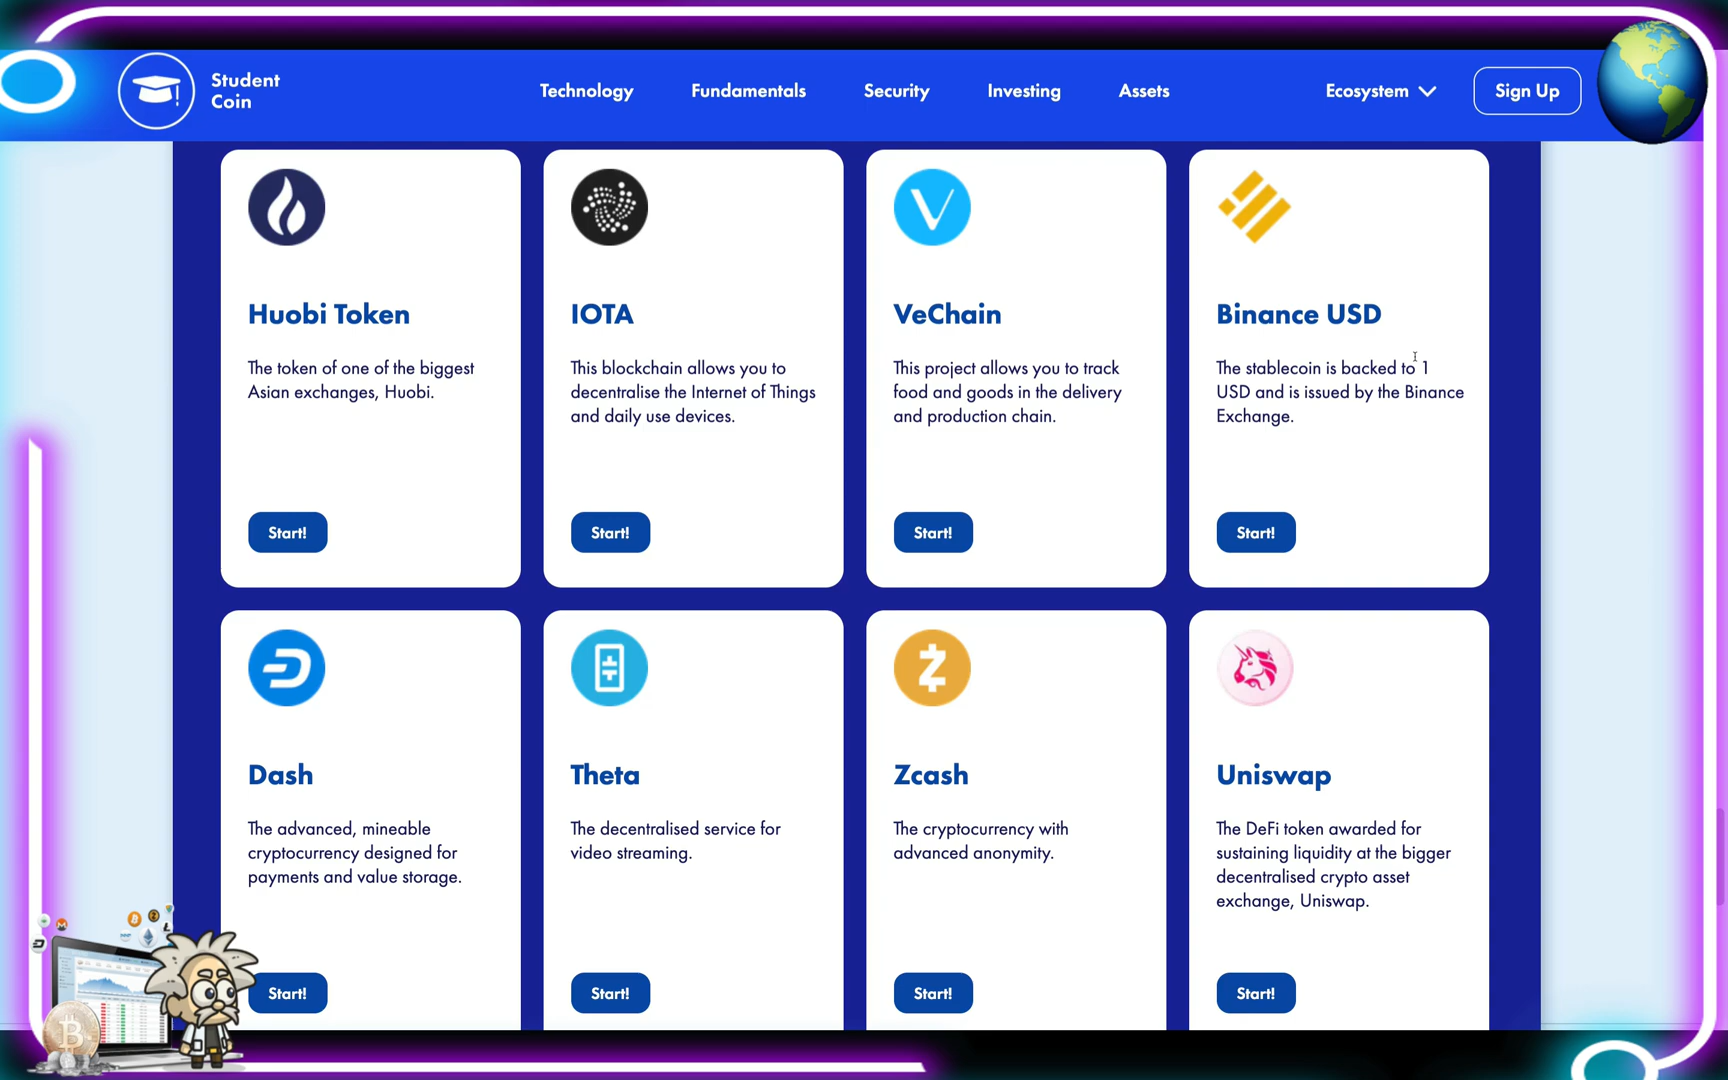 Student
Coin
Technology
Fundamentals
Security
Investing
Assets
Ecosystem
Sign Up
Huobi Token
The token of one of the biggest
Asian exchanges, Huobi.
Start!
IOTA
This blockchain allows you to
decentralise the Internet of Things
and daily use devices.
Start!
VeChain
This project allows you to track
food and goods in the delivery
and production chain.
Start!
Binance USD
The stablecoin is backed to 1
USD and is issued by the Binance
Exchange.
Start!
Dash
The advanced, mineable
cryptocurrency designed for
payments and value storage.
Start!
Theta
The decentralised service for
video streaming.
Start!
Zcash
The cryptocurrency with
advanced anonymity.
Start!
Uniswap
The DeFi token awarded for
sustaining liquidity at the bigger
decentralised crypto asset
exchange, Uniswap.
Start!